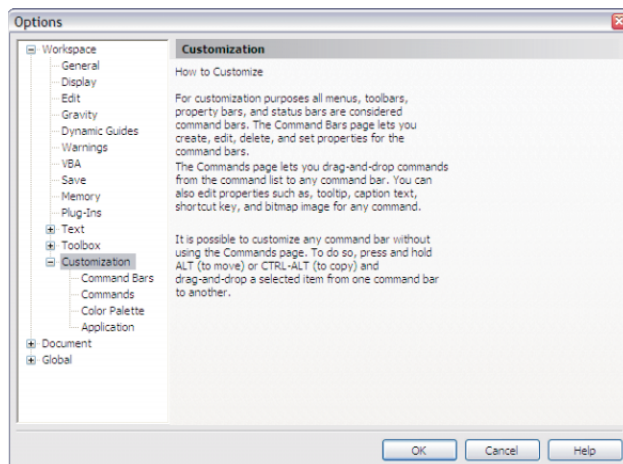 Options
Workspace
General
Display
Edit
Gravity
Dynamic Guides
Warnings
VBA
Save
Memory
Plug-Ins
Text
Toolbox
Customization
Command Bars
Commands
Color Palette
Application
Document
Global
Customization
How to Customize
For customization purposes all menus, toolbars,
property bars, and status bars are considered
command bars. The Command Bars page lets you
create, edit, delete, and set properties for the
command bars.
The Commands page lets you drag-and-drop commands
from the command list to any command bar. You can
also edit properties such as, tooltip, caption text,
shortcut key, and bitmap image for any command.
It is possible to customize any command bar without
using the Commands page. To do so, press and hold
ALT (to move) or CTRL-ALT (to copy) and
drag-and-drop a selected item from one command bar
to another.
OK
Cancel
Help